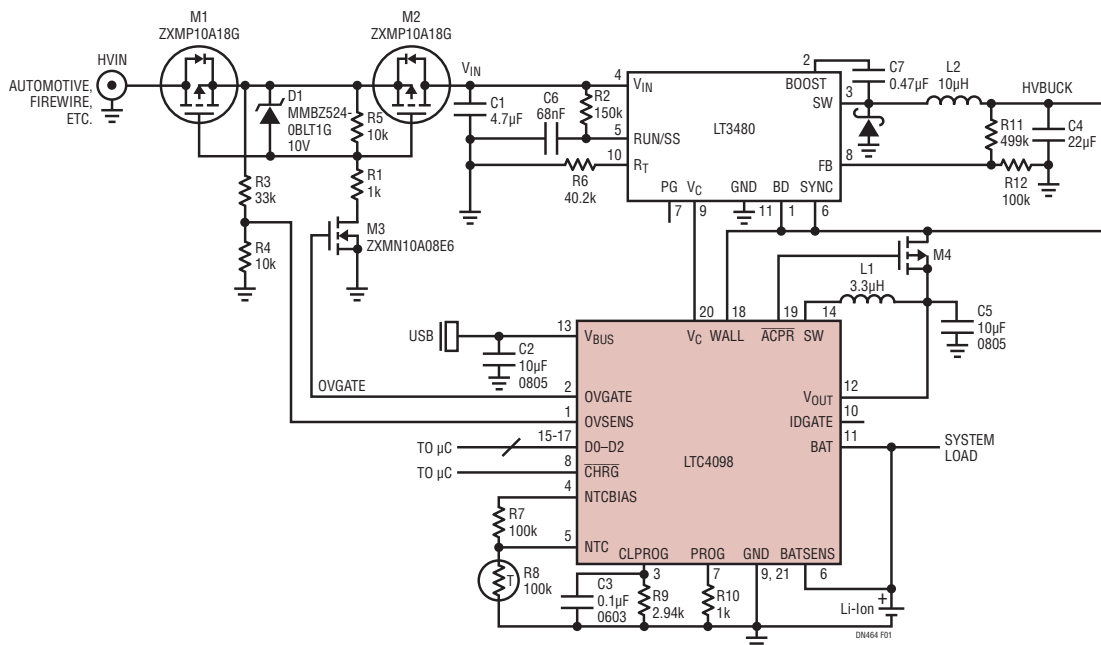 M1
ZXMP10A18G
M2
ZXMP10A18G
HVIN
AUTOMOTIVE,
FIREWIRE,
ETC.
D1
MMBZ524-
0BLT1G
10V
R5
10k
R1
1k
R3
33k
R4
10k
M3
ZXMN10A08E6
VIN
C1
4.7µF
C6
68nF
R2
150k
R6
40.2k
4
5
10
VIN
RUN/SS
RT
PG
7
VC
9
GND
11
BD
1
SYNC
6
LT3480
BOOST
SW
FB
2
3
8
C7
0.47µF
L2
10µH
HVBUCK
R11
499k
C4
22µF
R12
100k
M4
L1
3.3µH
C5
10µF
0805
USB
C2
10µF
0805
OVGATE
TO µC
TO µC
13
2
1
15-17
8
4
5
VBUS
OVGATE
OVSENS
D0–D2
CHRG
NTCBIAS
NTC
20
18
19
14
VC
WALL
ACPR
SW
LTC4098
VOUT
IDGATE
BAT
12
10
11
SYSTEM
LOAD
CLPROG
PROG
GND
BATSENS
3
7
9, 21
6
R7
100k
T
R8
100k
C3
0.1µF
0603
R9
2.94k
R10
1k
Li-Ion
+
DN464 F01